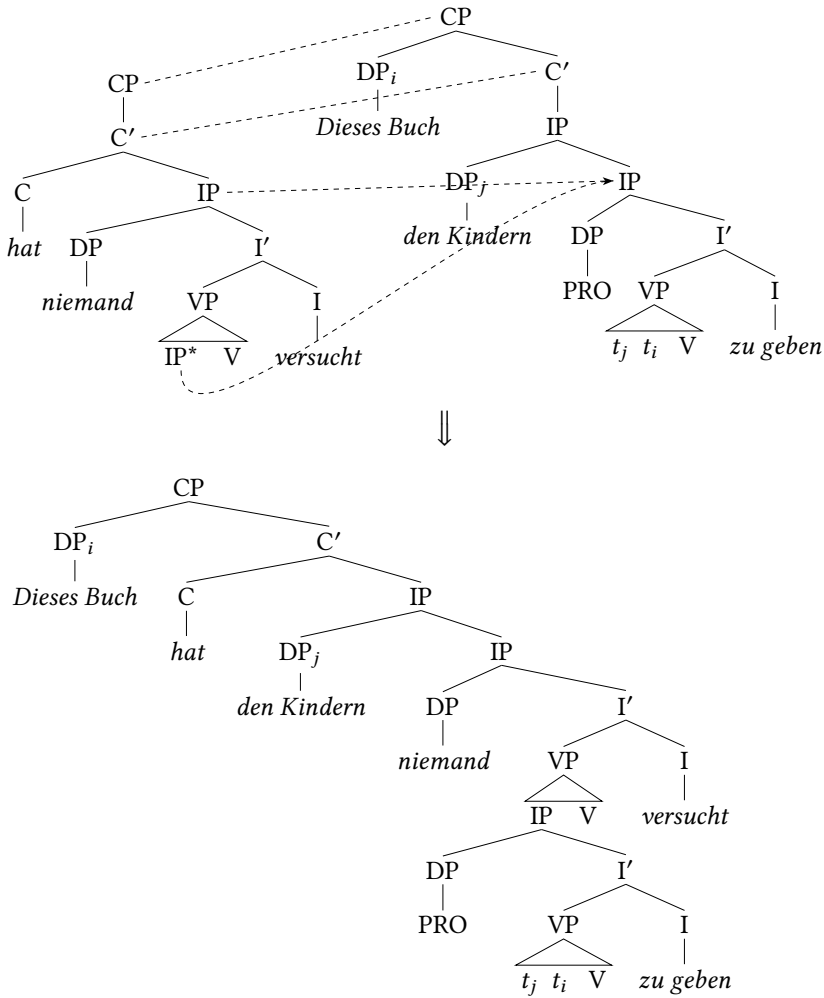 CP
CP DPᵢ C′
C′ Dieses Buch IP
C IP DPⱼ IP
hat DP I′ den Kindern DP I′
niemand VP I PRO VP I
IP* V versucht tⱼ tᵢ V zu geben
⇓
CP
DPᵢ C′
Dieses Buch C IP
hat DPⱼ IP
den Kindern DP I′
niemand VP I
IP V versucht
DP I′
PRO VP I
tⱼ tᵢ V zu geben